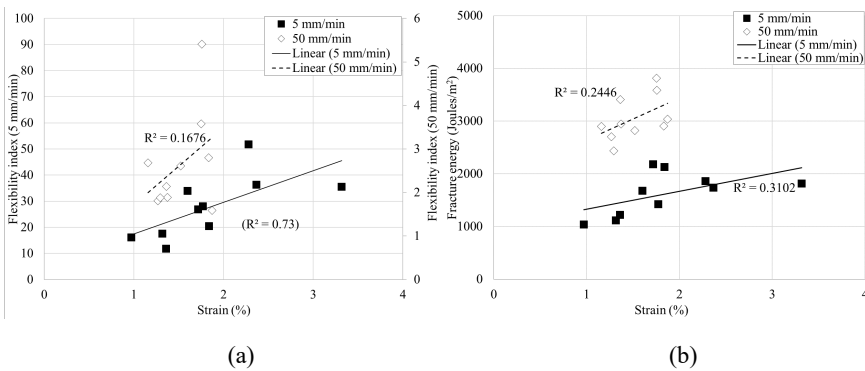 100
90
80
70
60
50
40
30
20
10
0
Flexibility index (5 mm/min)
6
5
4
3
2
1
0
Flexibility index (50 mm/min)
0 1 2 3 4
Strain (%)
5 mm/min
50 mm/min
Linear (5 mm/min)
Linear (50 mm/min)
R² = 0.1676
(R² = 0.73)
(a)
5000
4000
3000
2000
1000
0
Fracture energy (Joules/m²)
0 1 2 3 4
Strain (%)
5 mm/min
50 mm/min
Linear (5 mm/min)
Linear (50 mm/min)
R² = 0.2446
R² = 0.3102
(b)